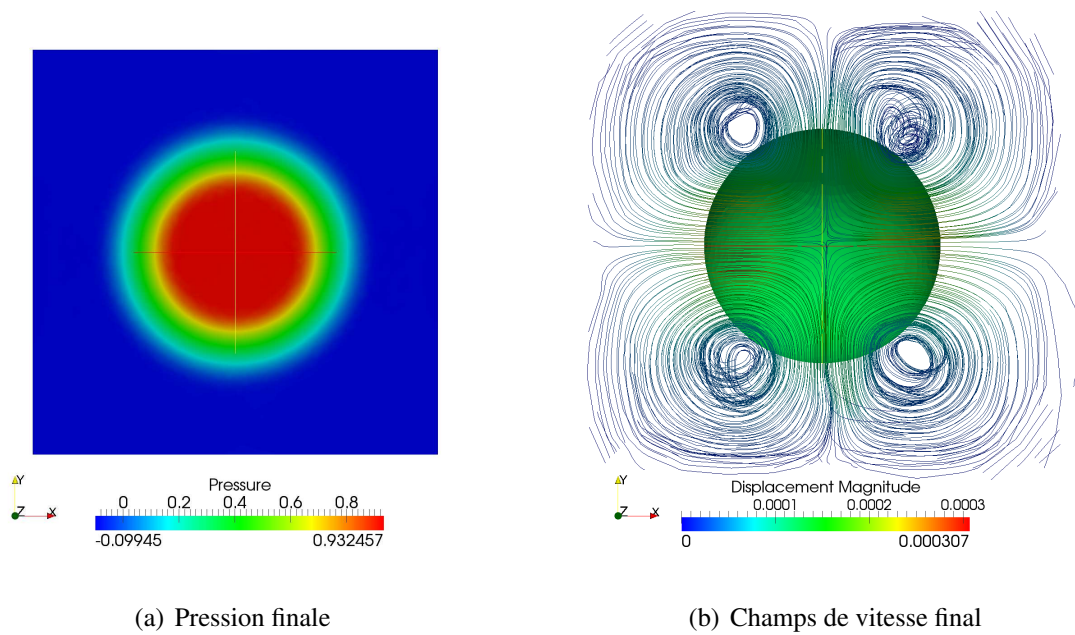 Y
Z X
Pressure
0 0.2 0.4 0.6 0.8
-0.09945 0.932457
(a) Pression finale
Y
Z X
Displacement Magnitude
0.0001 0.0002 0.0003
0 0.000307
(b) Champs de vitesse final